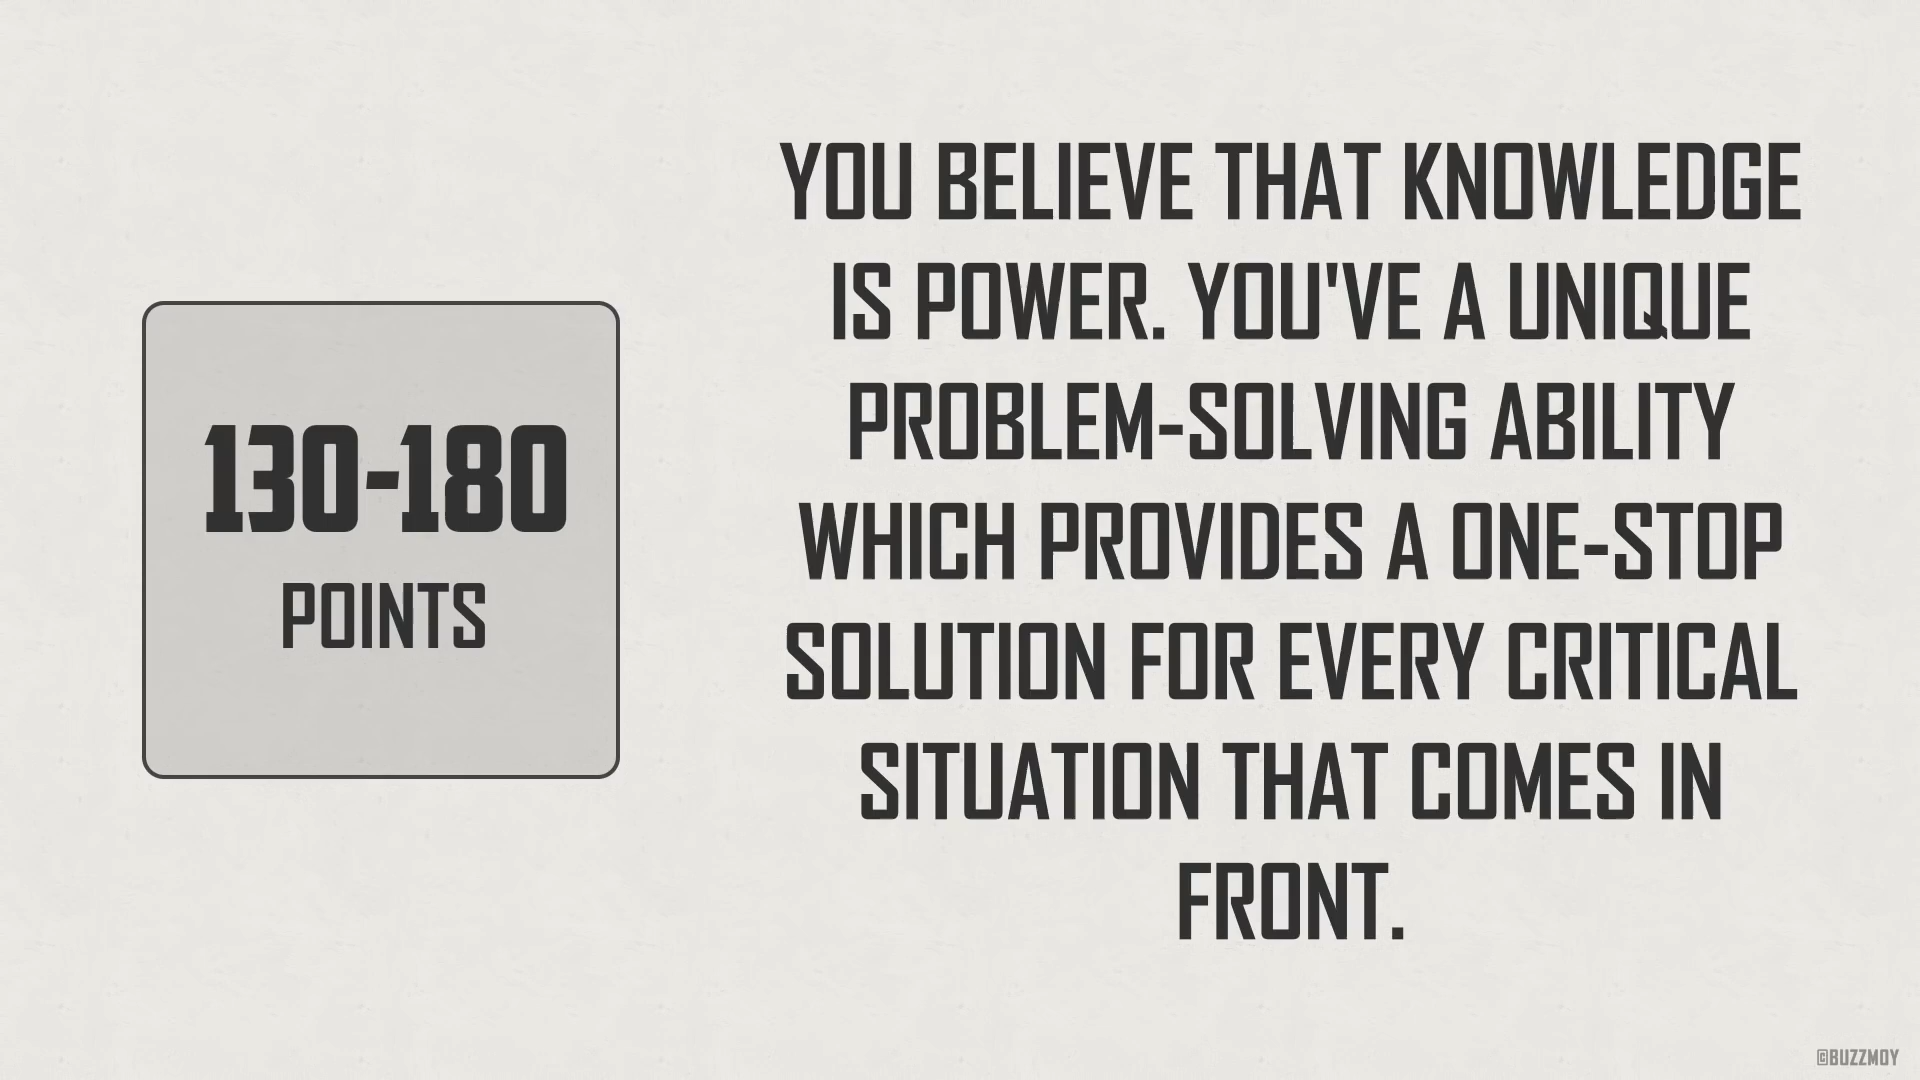 130-180
POINTS
YOU BELIEVE THAT KNOWLEDGE
IS POWER. YOU'VE A UNIQUE
PROBLEM-SOLVING ABILITY
WHICH PROVIDES A ONE-STOP
SOLUTION FOR EVERY CRITICAL
SITUATION THAT COMES IN
FRONT.
©BUZZMOY